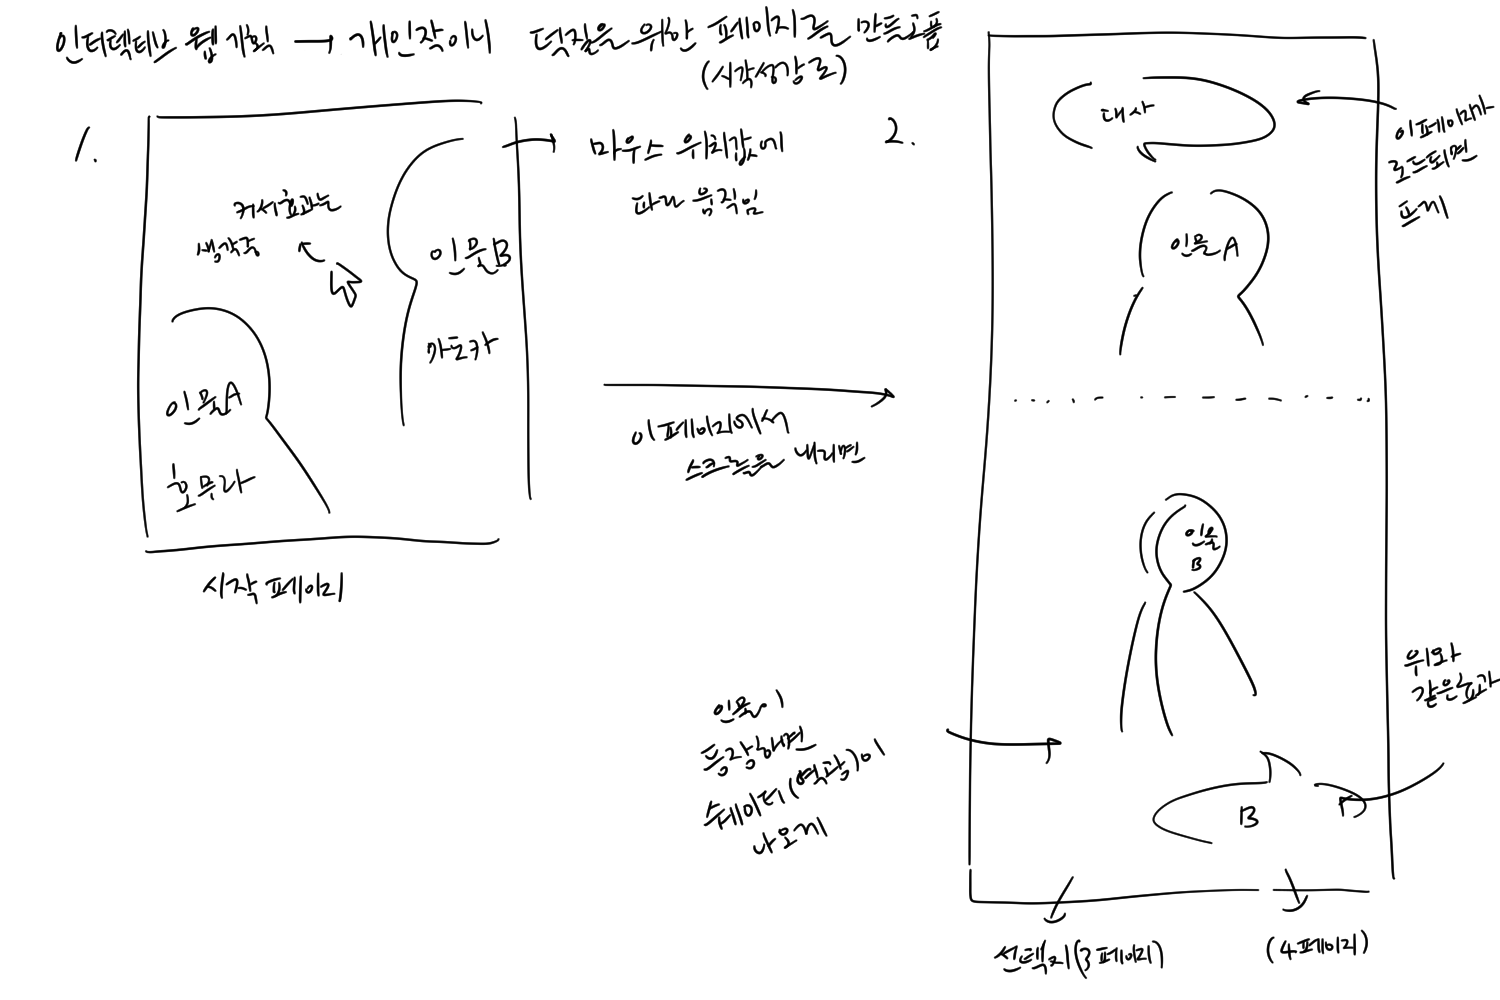 인터렉티브 웹 기획 → 개인작이니 덕질을 위한 페이지를 만들고픔
(시각성강조)
1.
커서효과는
생각중
인물B
마도카
인물A
호무라
시작 페이지
마우스 위치값에
따라 움직임
이 페이지에서
스크롤을 내리면
2.
대사
인물A
이 페이지가
로드되면
뜨게
인물
B
인물이
등장하면
쉐이더(역광)이
나오게
B
위와
같은효과
선택지(3페이지)
(4페이지)